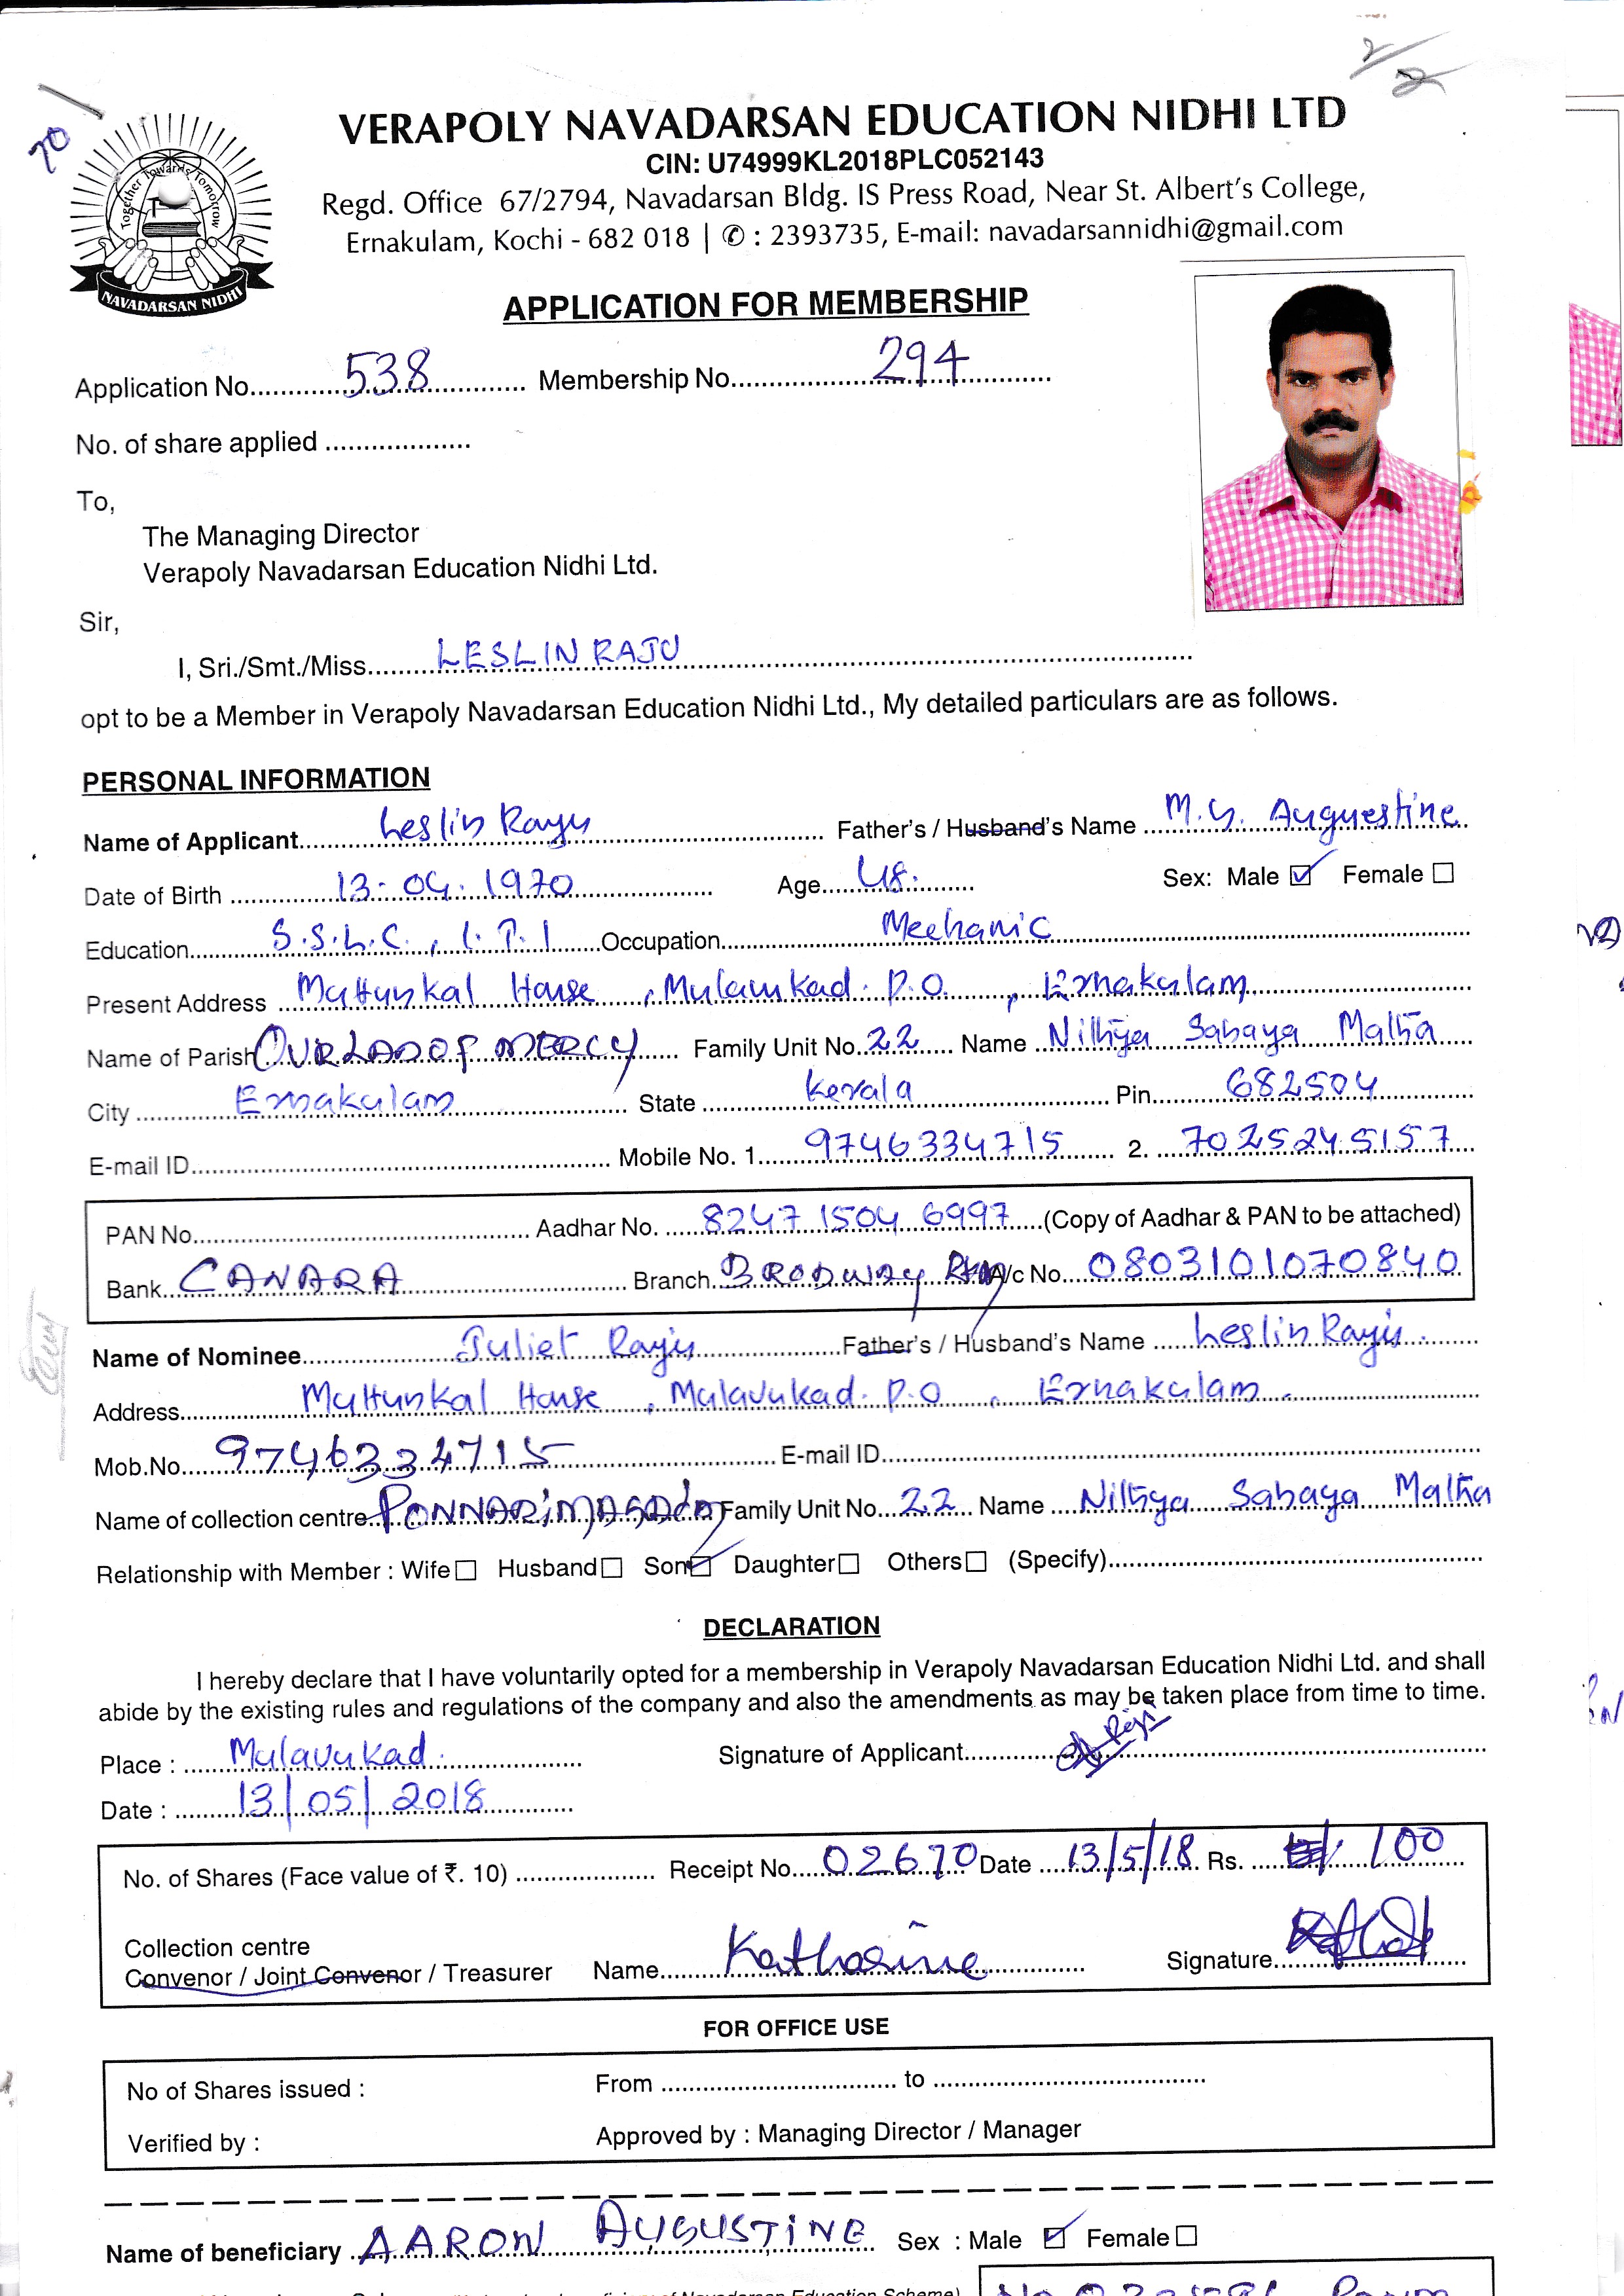 2/2
70
Together Towards Tomorrow
NAVADARSAN NIDHI
VERAPOLY NAVADARSAN EDUCATION NIDHI LTD
CIN: U74999KL2018PLC052143
Regd. Office 67/2794, Navadarsan Bldg. IS Press Road, Near St. Albert's College,
Ernakulam, Kochi - 682 018 | ✆ : 2393735, E-mail: navadarsannidhi@gmail.com
APPLICATION FOR MEMBERSHIP
Application No. 538 Membership No. 294
No. of share applied
To,
The Managing Director
Verapoly Navadarsan Education Nidhi Ltd.
Sir,
I, Sri./Smt./Miss. LESLIN RAJU
opt to be a Member in Verapoly Navadarsan Education Nidhi Ltd., My detailed particulars are as follows.
PERSONAL INFORMATION
Name of Applicant. Leslin Raju Father's / Husband's Name M.Y. Auguestine
Date of Birth 13-04-1970 Age 48. Sex: Male ☑ Female ☐
Education S.S.L.C., I.T.I Occupation Mechanic
Present Address Muttunkal House, Mulavukad. P.O, Ernakulam
Name of Parish OUR LADOF MERCY Family Unit No. 22 Name Nithya Sahaya Matha
City Ernakulam State Kerala Pin 682504
E-mail ID Mobile No. 1. 9746334715 2. 7025245157
PAN No. Aadhar No. 8247 1504 6997 (Copy of Aadhar & PAN to be attached)
Bank CANARA Branch BRODWAY A/c No. 0803101070840
Name of Nominee Juliet Raju Father's / Husband's Name Leslin Raju
Address Muttunkal House, Mulavukad. P.O, Ernakulam.
Mob.No. 9746334715 E-mail ID
Name of collection centre Family Unit No. 22 Name Nithya Sahaya Matha
Relationship with Member : Wife ☐ Husband ☐ Son ☑ Daughter ☐ Others ☐ (Specify)
DECLARATION
I hereby declare that I have voluntarily opted for a membership in Verapoly Navadarsan Education Nidhi Ltd. and shall
abide by the existing rules and regulations of the company and also the amendments as may be taken place from time to time.
Place : Mulavukad. Signature of Applicant
Date : 13/05/2018
No. of Shares (Face value of ₹. 10) Receipt No. 02670 Date 13/5/18 Rs. 100
Collection centre
Convenor / Joint Convenor / Treasurer Name Katharine Signature
FOR OFFICE USE
No of Shares issued : From to
Verified by : Approved by : Managing Director / Manager
Name of beneficiary AARON AUGUSTINE Sex : Male ☑ Female ☐